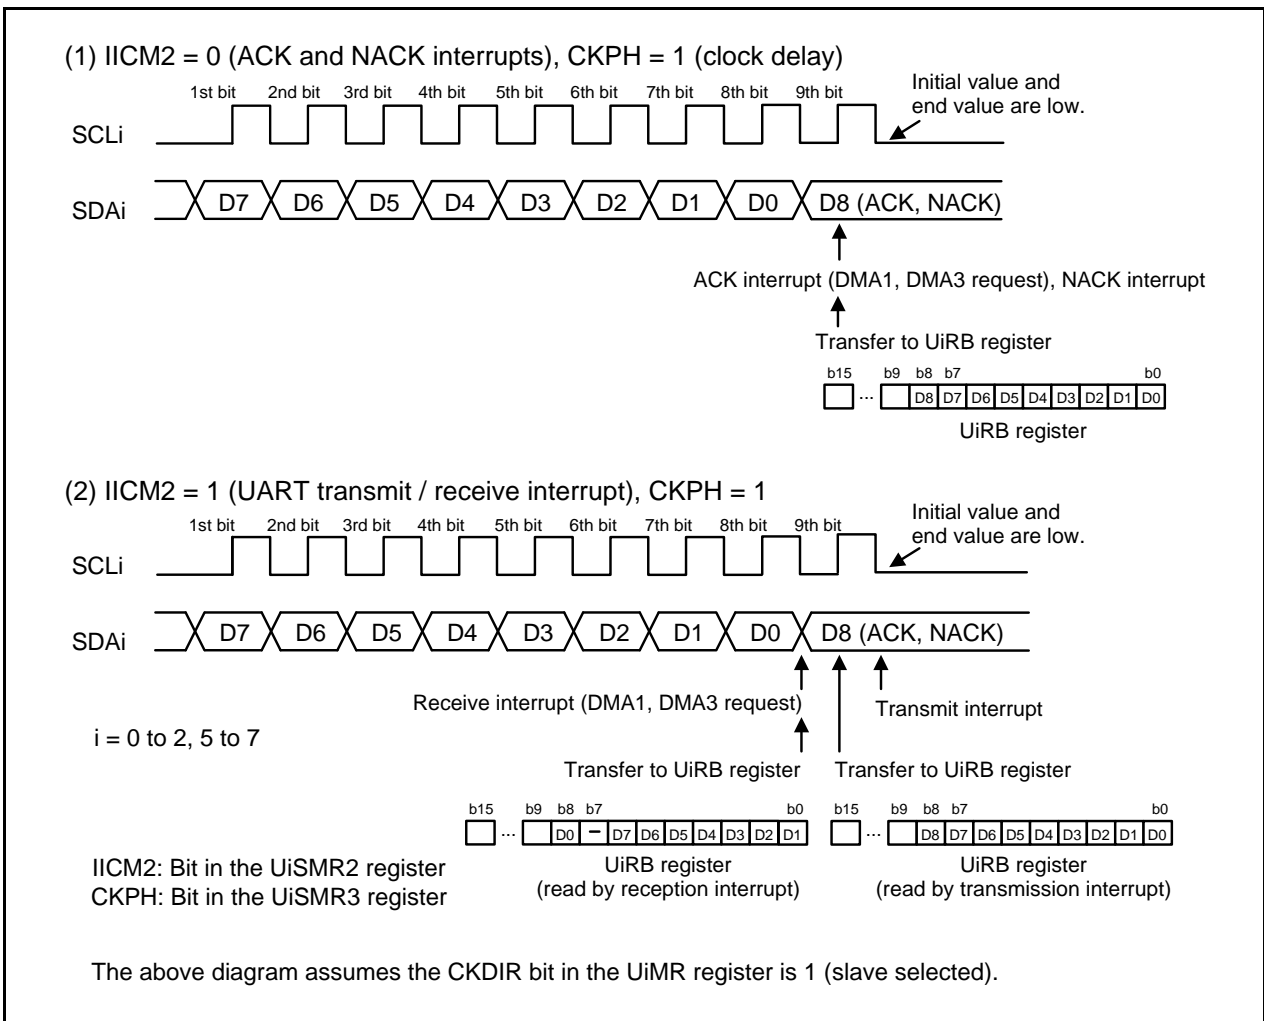 (1) IICM2 = 0 (ACK and NACK interrupts), CKPH = 1 (clock delay)
Initial value and
end value are low.
1st bit 2nd bit 3rd bit 4th bit 5th bit 6th bit 7th bit 8th bit 9th bit
SCLi
SDAi D7 D6 D5 D4 D3 D2 D1 D0 D8 (ACK, NACK)
ACK interrupt (DMA1, DMA3 request), NACK interrupt
Transfer to UiRB register
b15 b9 b8 b7 b0
... D8 D7 D6 D5 D4 D3 D2 D1 D0
UiRB register
(2) IICM2 = 1 (UART transmit / receive interrupt), CKPH = 1
Initial value and
end value are low.
1st bit 2nd bit 3rd bit 4th bit 5th bit 6th bit 7th bit 8th bit 9th bit
SCLi
SDAi D7 D6 D5 D4 D3 D2 D1 D0 D8 (ACK, NACK)
Receive interrupt (DMA1, DMA3 request) Transmit interrupt
i = 0 to 2, 5 to 7
Transfer to UiRB register Transfer to UiRB register
b15 b9 b8 b7 b0 b15 b9 b8 b7 b0
... D0 – D7 D6 D5 D4 D3 D2 D1 ... D8 D7 D6 D5 D4 D3 D2 D1 D0
UiRB register UiRB register
(read by reception interrupt) (read by transmission interrupt)
IICM2: Bit in the UiSMR2 register
CKPH: Bit in the UiSMR3 register
The above diagram assumes the CKDIR bit in the UiMR register is 1 (slave selected).